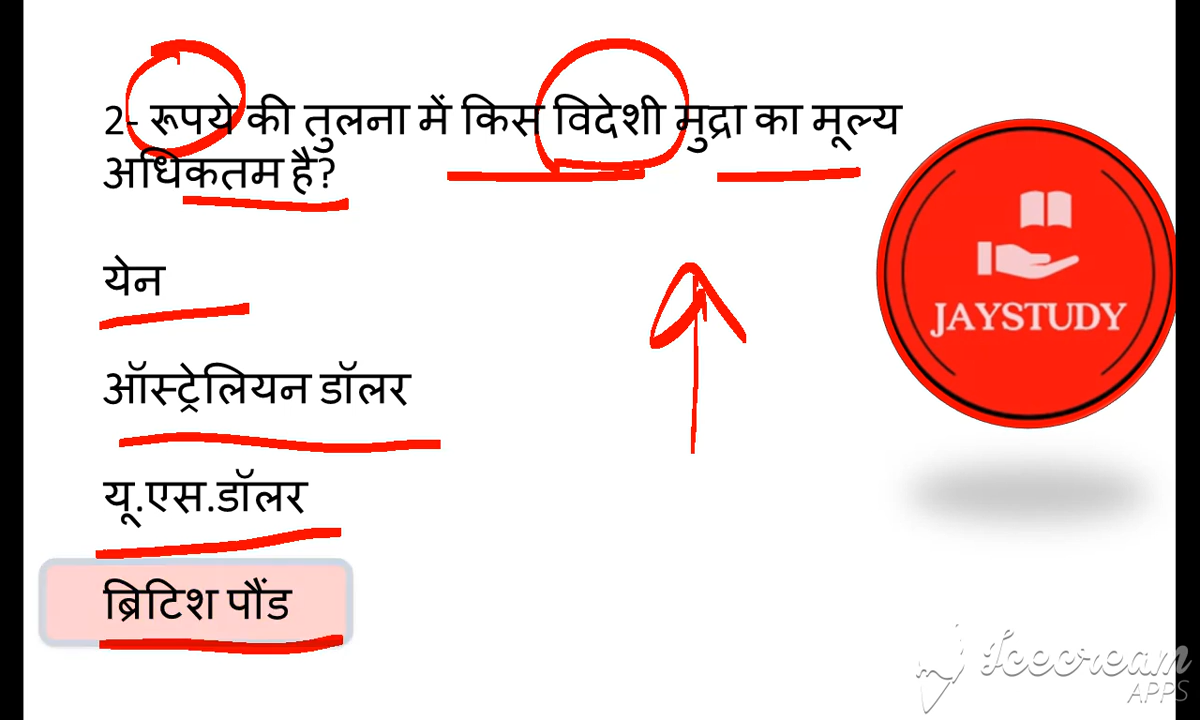 2- रूपये की तुलना में किस विदेशी मुद्रा का मूल्य
अधिकतम है?
येन
ऑस्ट्रेलियन डॉलर
यू.एस.डॉलर
ब्रिटिश पौंड
JAYSTUDY
Icecream
APPS